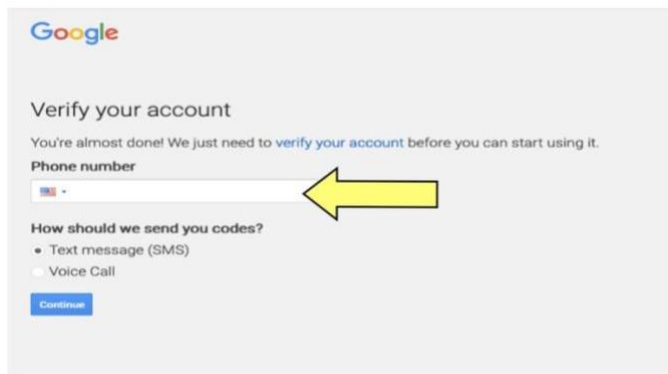 Google
Verify your account
You're almost done! We just need to verify your account before you can start using it.
Phone number
How should we send you codes?
Text message (SMS)
Voice Call
Continue